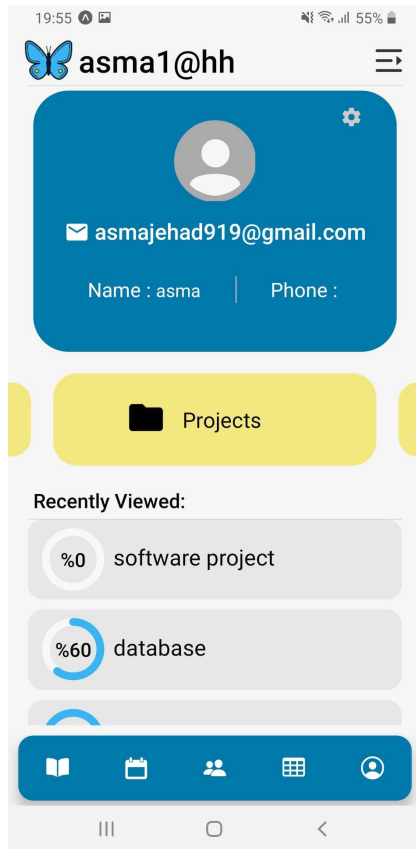 19:55 55%
asma1@hh
asmajehad919@gmail.com
Name : asma Phone :
Projects
Recently Viewed:
%0 software project
%60 database